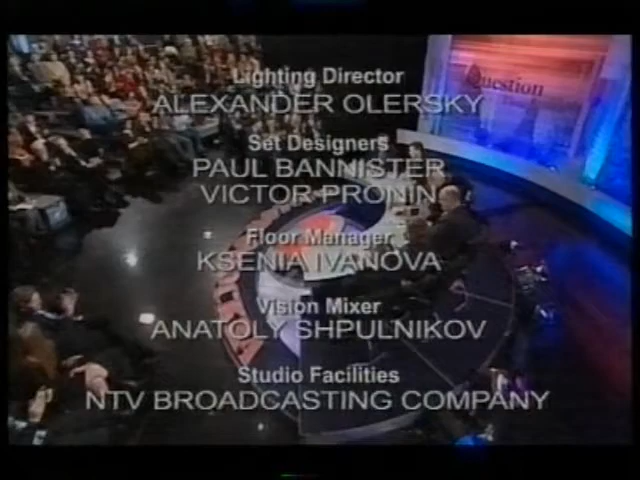 Question
Lighting Director
ALEXANDER OLERSKY
Set Designers
PAUL BANNISTER
VICTOR PRONIN
Floor Manager
KSENIA IVANOVA
Vision Mixer
ANATOLY SHPULNIKOV
Studio Facilities
NTV BROADCASTING COMPANY